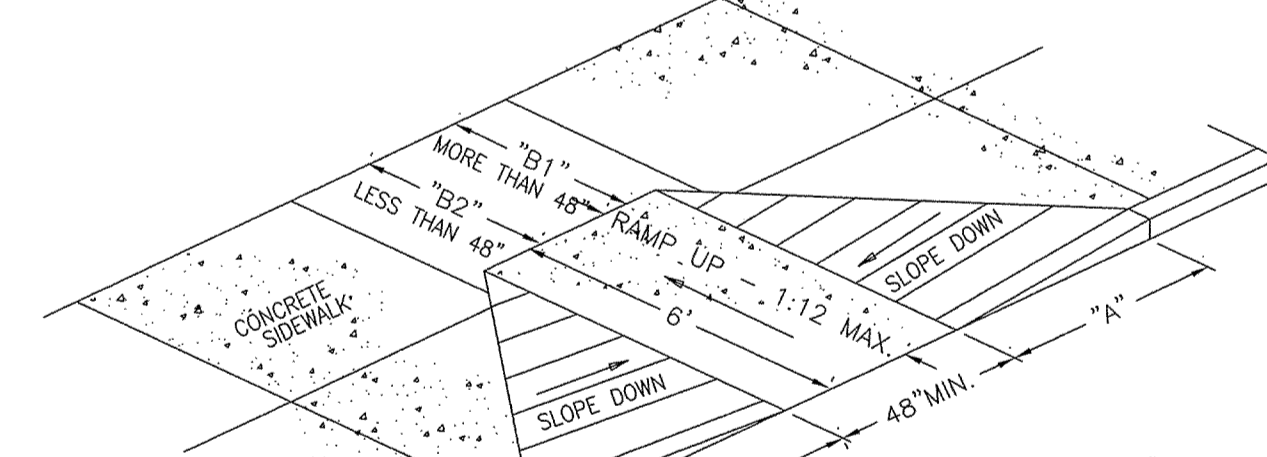 "B1"
MORE THAN 48"
"B2"
LESS THAN 48"
RAMP UP - 1:12 MAX.
6'
SLOPE DOWN
"A"
CONCRETE
SIDEWALK
SLOPE DOWN
48"MIN.